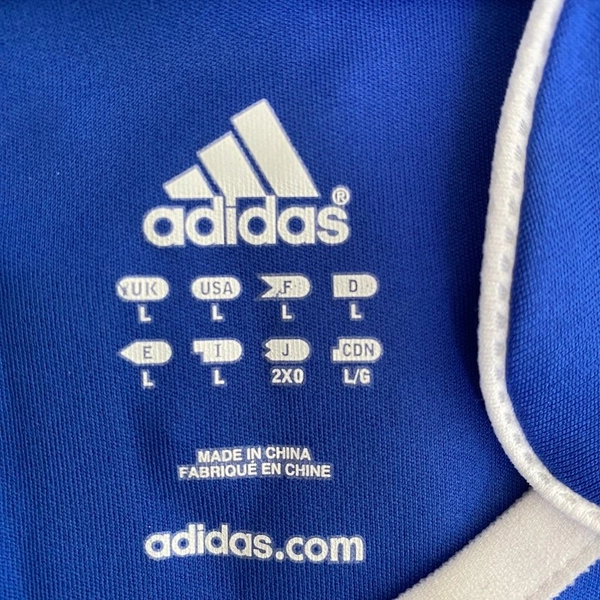 adidas®
UK USA F D
L L L L
E I J CDN
L L 2XO L/G
MADE IN CHINA
FABRIQUÉ EN CHINE
adidas.com